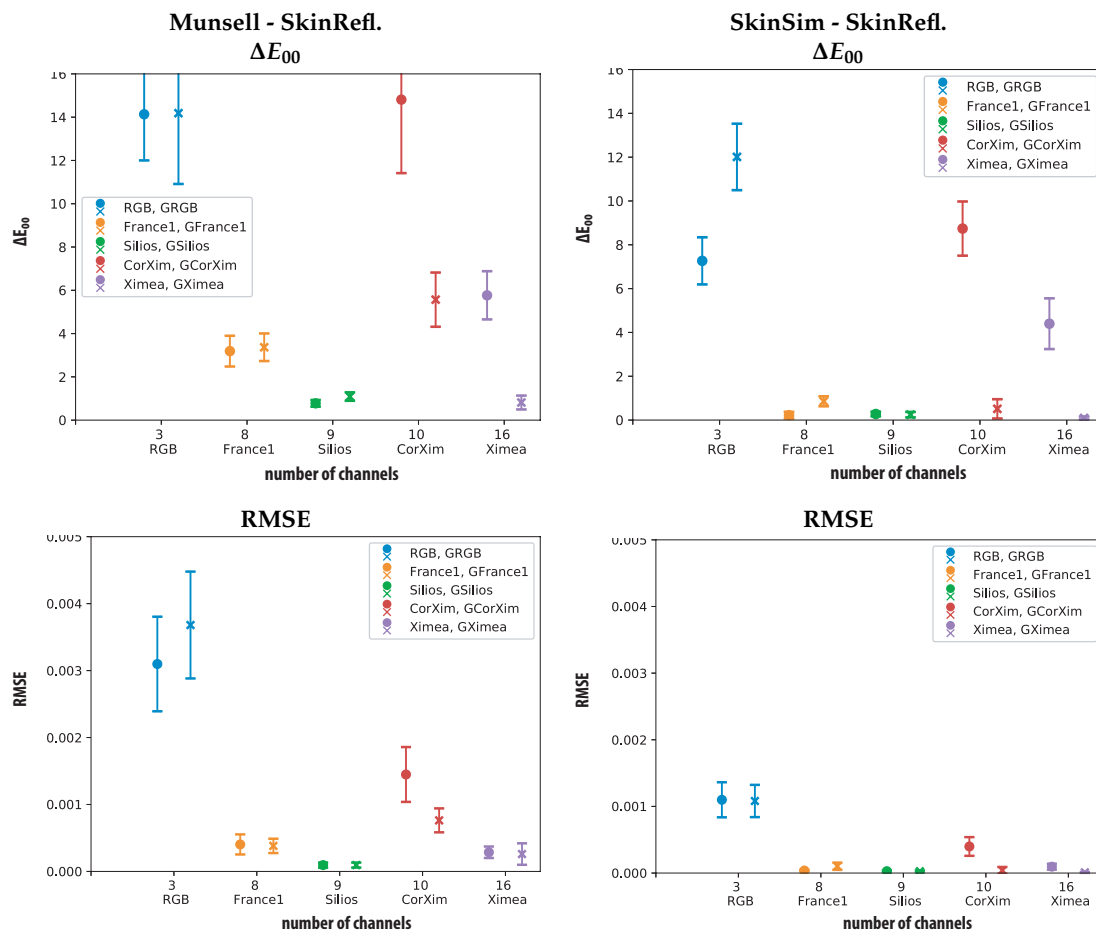 Munsell - SkinRefl.
ΔE00
16
14
12
10
8
6
4
2
0
ΔE00
RGB, GRGB
France1, GFrance1
Silios, GSilios
CorXim, GCorXim
Ximea, GXimea
3 8 9 10 16
RGB France1 Silios CorXim Ximea
number of channels
SkinSim - SkinRefl.
ΔE00
16
14
12
10
8
6
4
2
0
ΔE00
RGB, GRGB
France1, GFrance1
Silios, GSilios
CorXim, GCorXim
Ximea, GXimea
3 8 9 10 16
RGB France1 Silios CorXim Ximea
number of channels
RMSE
0.005
0.004
0.003
0.002
0.001
0.000
RMSE
RGB, GRGB
France1, GFrance1
Silios, GSilios
CorXim, GCorXim
Ximea, GXimea
3 8 9 10 16
RGB France1 Silios CorXim Ximea
number of channels
RMSE
0.005
0.004
0.003
0.002
0.001
0.000
RMSE
RGB, GRGB
France1, GFrance1
Silios, GSilios
CorXim, GCorXim
Ximea, GXimea
3 8 9 10 16
RGB France1 Silios CorXim Ximea
number of channels